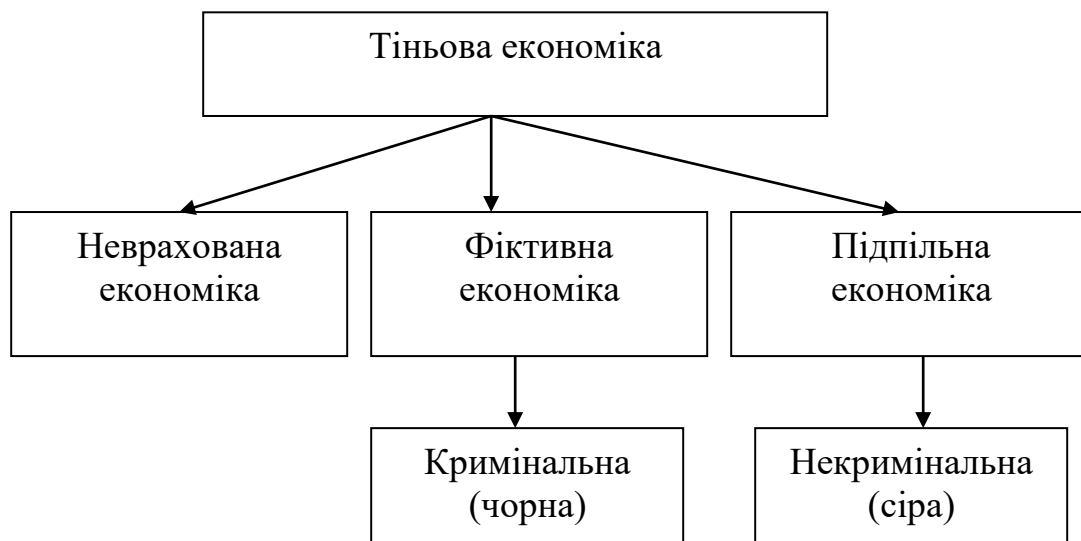 Тіньова економіка
Неврахована
економіка
Фіктивна
економіка
Підпільна
економіка
Кримінальна
(чорна)
Некримінальна
(сіра)